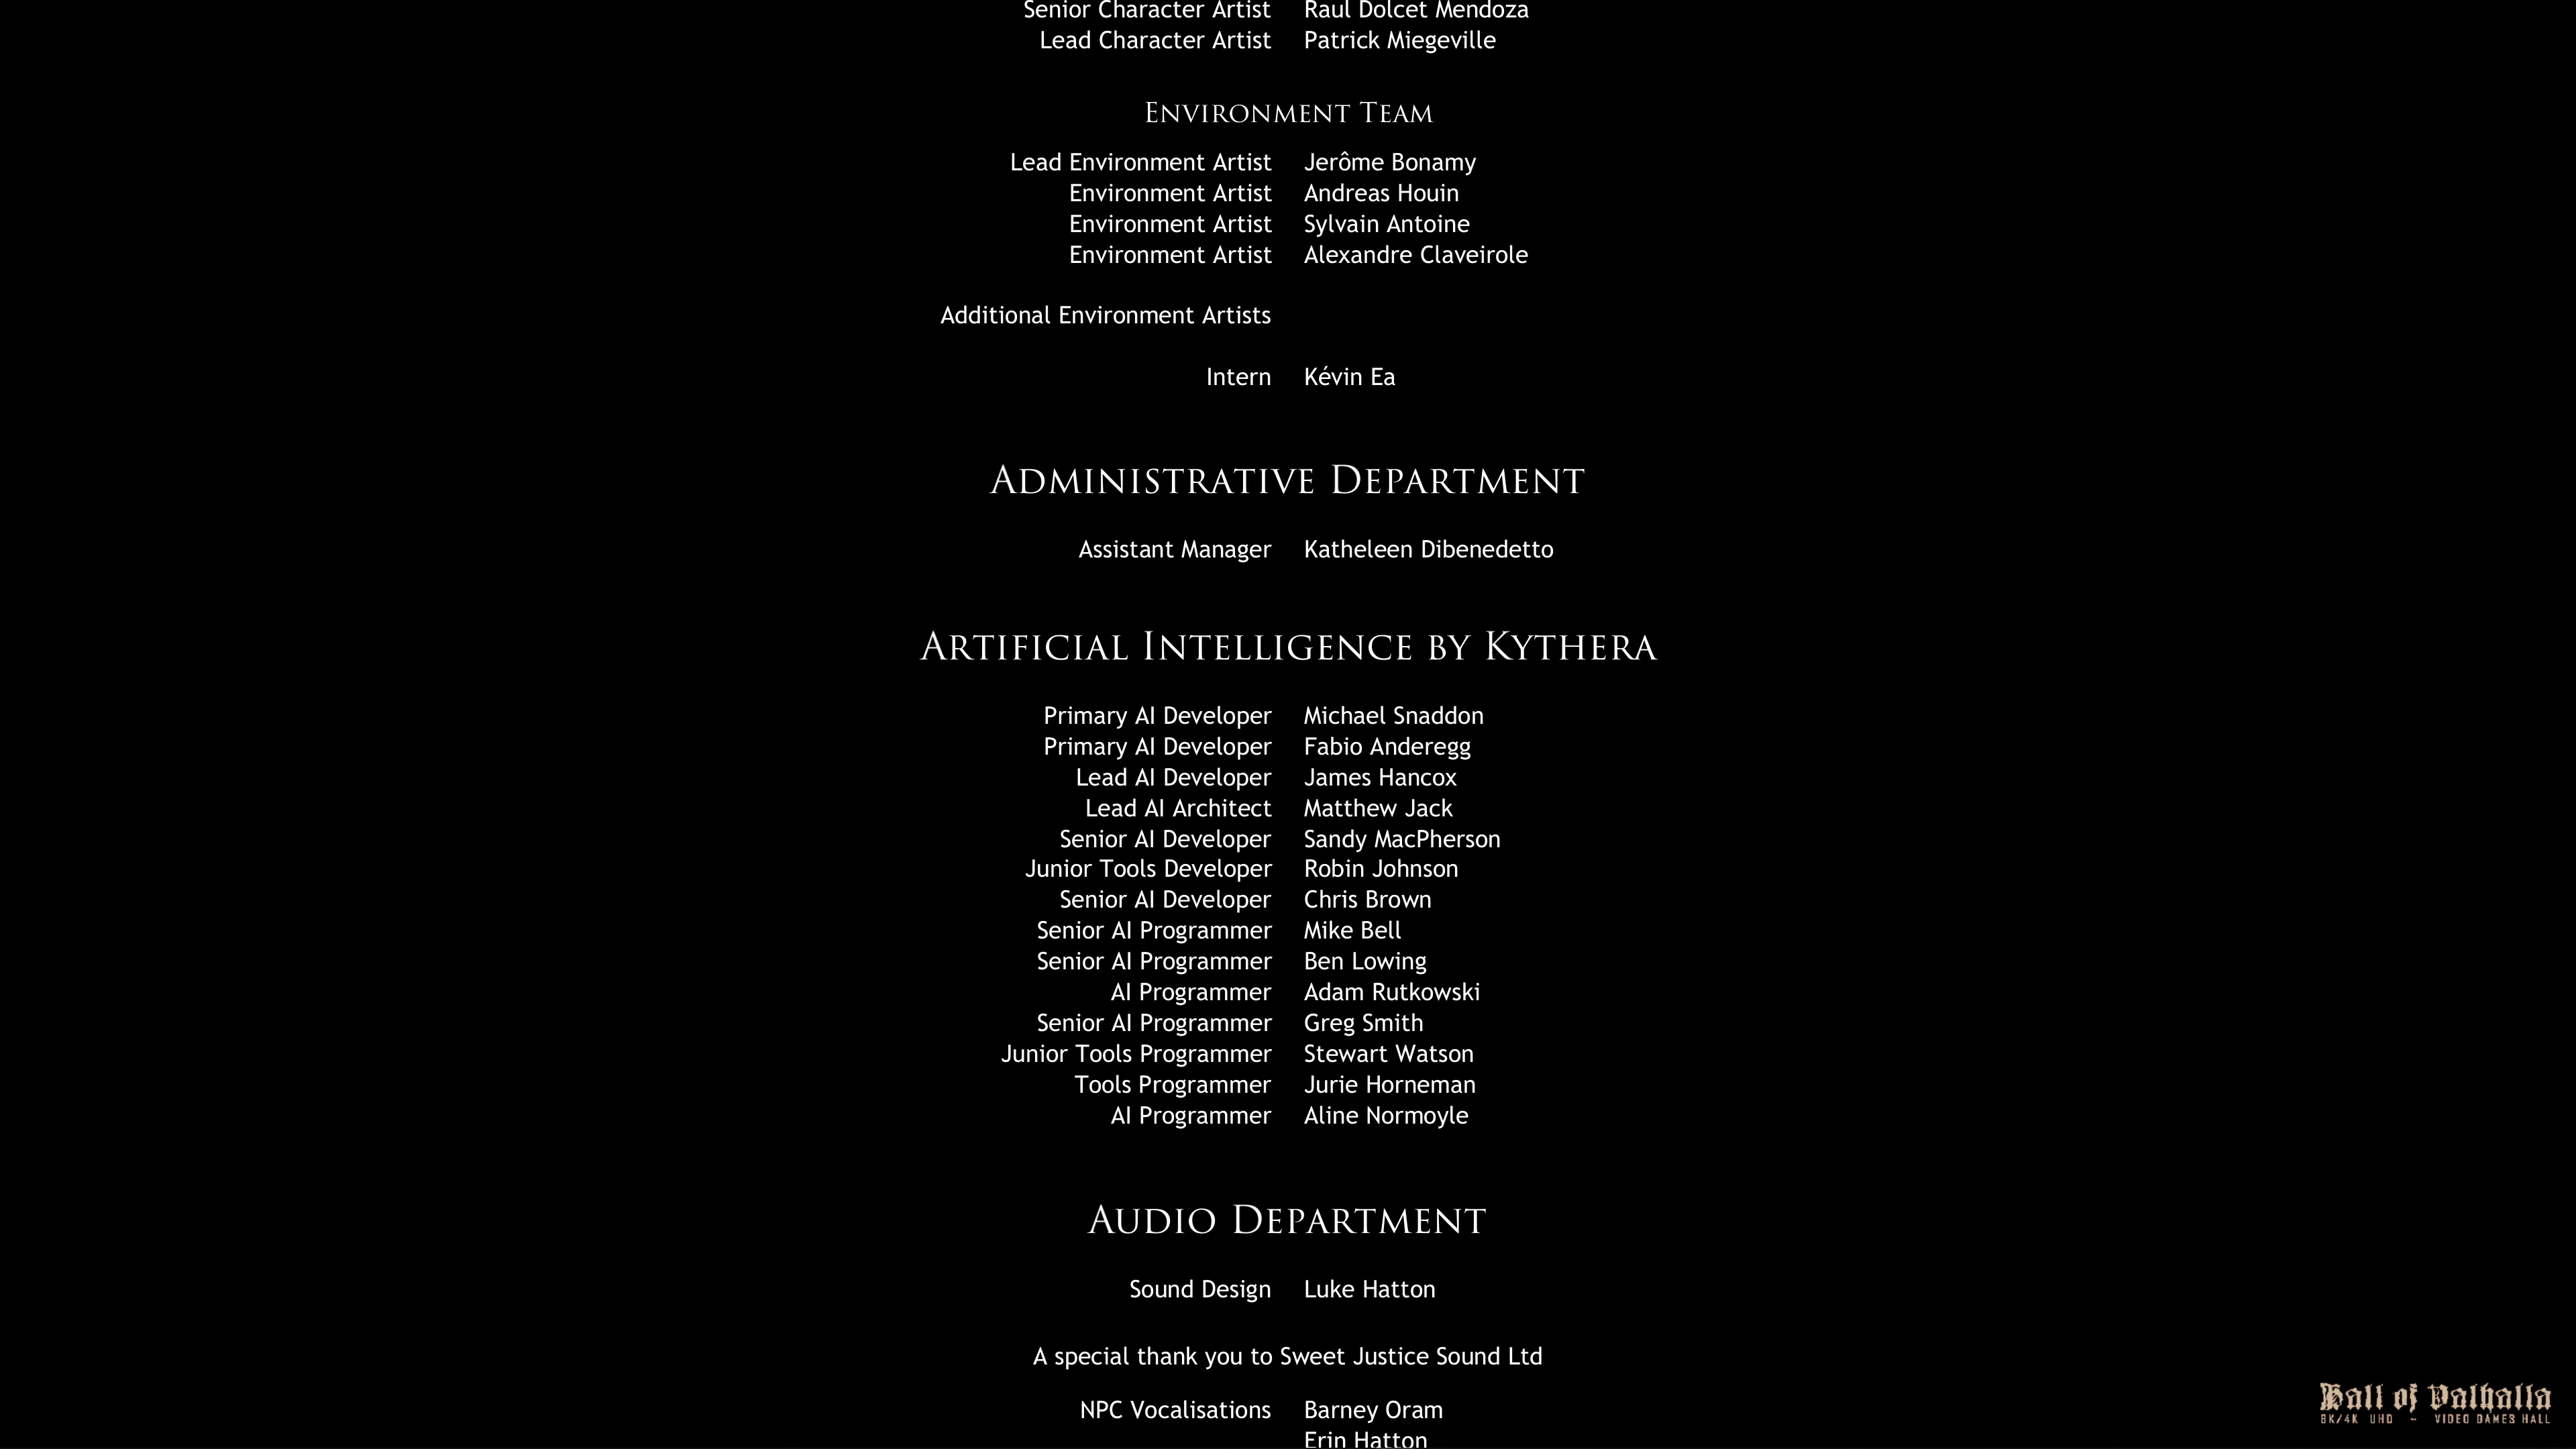 Senior Character Artist Raul Dolcet Mendoza
Lead Character Artist Patrick Miegeville
Environment Team
Lead Environment Artist Jerôme Bonamy
Environment Artist Andreas Houin
Environment Artist Sylvain Antoine
Environment Artist Alexandre Claveirole
Additional Environment Artists
Intern Kévin Ea
Administrative Department
Assistant Manager Katheleen Dibenedetto
Artificial Intelligence by Kythera
Primary AI Developer Michael Snaddon
Primary AI Developer Fabio Anderegg
Lead AI Developer James Hancox
Lead AI Architect Matthew Jack
Senior AI Developer Sandy MacPherson
Junior Tools Developer Robin Johnson
Senior AI Developer Chris Brown
Senior AI Programmer Mike Bell
Senior AI Programmer Ben Lowing
AI Programmer Adam Rutkowski
Senior AI Programmer Greg Smith
Junior Tools Programmer Stewart Watson
Tools Programmer Jurie Horneman
AI Programmer Aline Normoyle
Audio Department
Sound Design Luke Hatton
A special thank you to Sweet Justice Sound Ltd
NPC Vocalisations Barney Oram
Erin Hatton
Hall of Valhalla
8K/4K UHD ~ VIDEO GAMES HALL